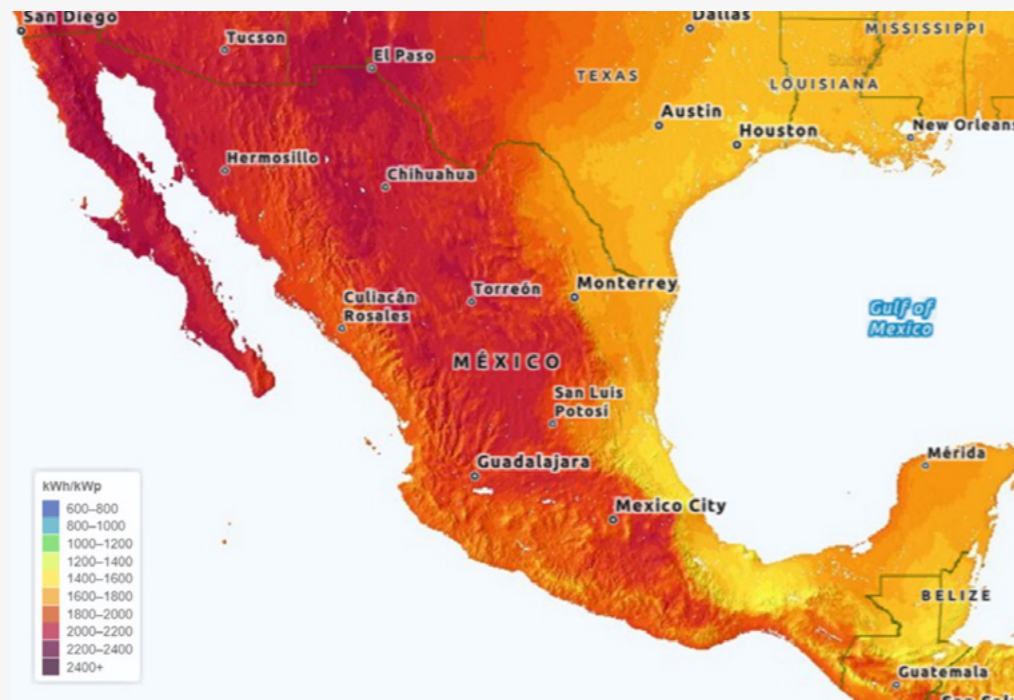 San Diego
Dallas
MISSISSIPPI
Tucson
El Paso
TEXAS
LOUISIANA
Austin
Houston
New Orleans
Hermosillo
Chihuahua
Monterrey
Torreón
Culiacán
Rosales
Gulf of
Mexico
MÉXICO
San Luis
Potosí
Guadalajara
Mérida
Mexico City
kWh/kWp
600–800
800–1000
1000–1200
1200–1400
1400–1600
1600–1800
1800–2000
2000–2200
2200–2400
2400+
BELIZE
Guatemala